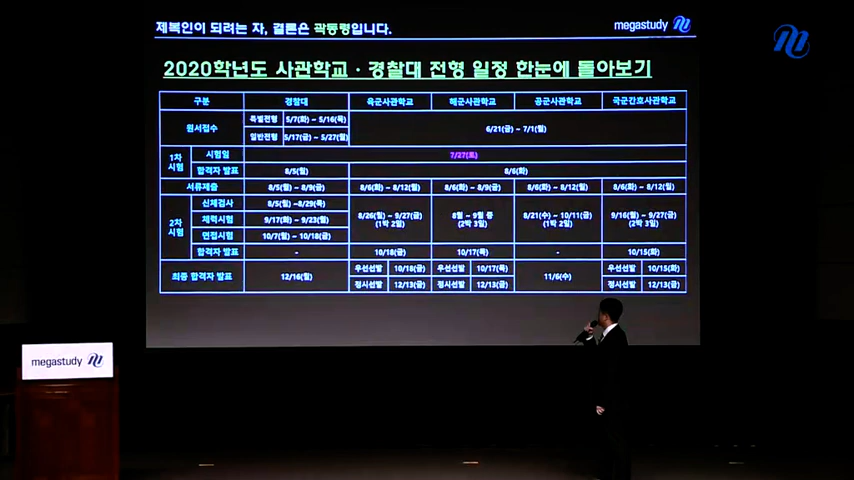 제복인이 되려는 자, 결론은 곽동령입니다.
megastudy
2020학년도 사관학교 · 경찰대 전형 일정 한눈에 돌아보기
구분 경찰대 육군사관학교 해군사관학교 공군사관학교 국군간호사관학교
원서접수 특별전형 5/7(화) ~ 5/16(목) 6/21(금) ~ 7/1(월)
일반전형 5/17(금) ~ 5/27(월)
1차 시험 시험일 7/27(토)
합격자 발표 8/5(월) 8/6(화)
서류제출 8/5(월) ~ 8/9(금) 8/6(화) ~ 8/12(월) 8/6(화) ~ 8/9(금) 8/6(화) ~ 8/12(월) 8/6(화) ~ 8/12(월)
2차 시험 신체검사 8/5(월) ~8/29(목) 8/26(월) ~ 9/27(금) (1박 2일) 8월 ~ 9월 중 (2박 3일) 8/21(수) ~ 10/11(금) (1박 2일) 9/16(월) ~ 9/27(금) (2박 3일)
체력시험 9/17(화) ~ 9/23(월)
면접시험 10/7(월) ~ 10/18(금)
합격자 발표 - 10/18(금) 10/17(목) - 10/15(화)
최종 합격자 발표 12/16(월) 우선선발 10/18(금) 우선선발 10/17(목) 11/6(수) 우선선발 10/15(화)
정시선발 12/13(금) 정시선발 12/13(금) 정시선발 12/13(금)
megastudy